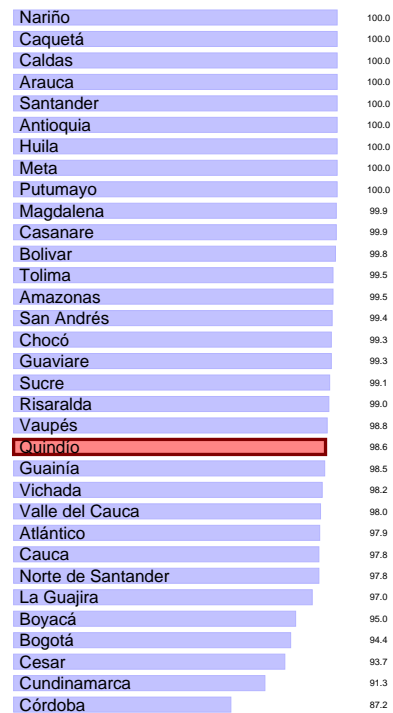 Nariño 100.0
Caquetá 100.0
Caldas 100.0
Arauca 100.0
Santander 100.0
Antioquia 100.0
Huila 100.0
Meta 100.0
Putumayo 100.0
Magdalena 99.9
Casanare 99.9
Bolivar 99.8
Tolima 99.5
Amazonas 99.5
San Andrés 99.4
Chocó 99.3
Guaviare 99.3
Sucre 99.1
Risaralda 99.0
Vaupés 98.8
Quindío 98.6
Guainía 98.5
Vichada 98.2
Valle del Cauca 98.0
Atlántico 97.9
Cauca 97.8
Norte de Santander 97.8
La Guajira 97.0
Boyacá 95.0
Bogotá 94.4
Cesar 93.7
Cundinamarca 91.3
Córdoba 87.2